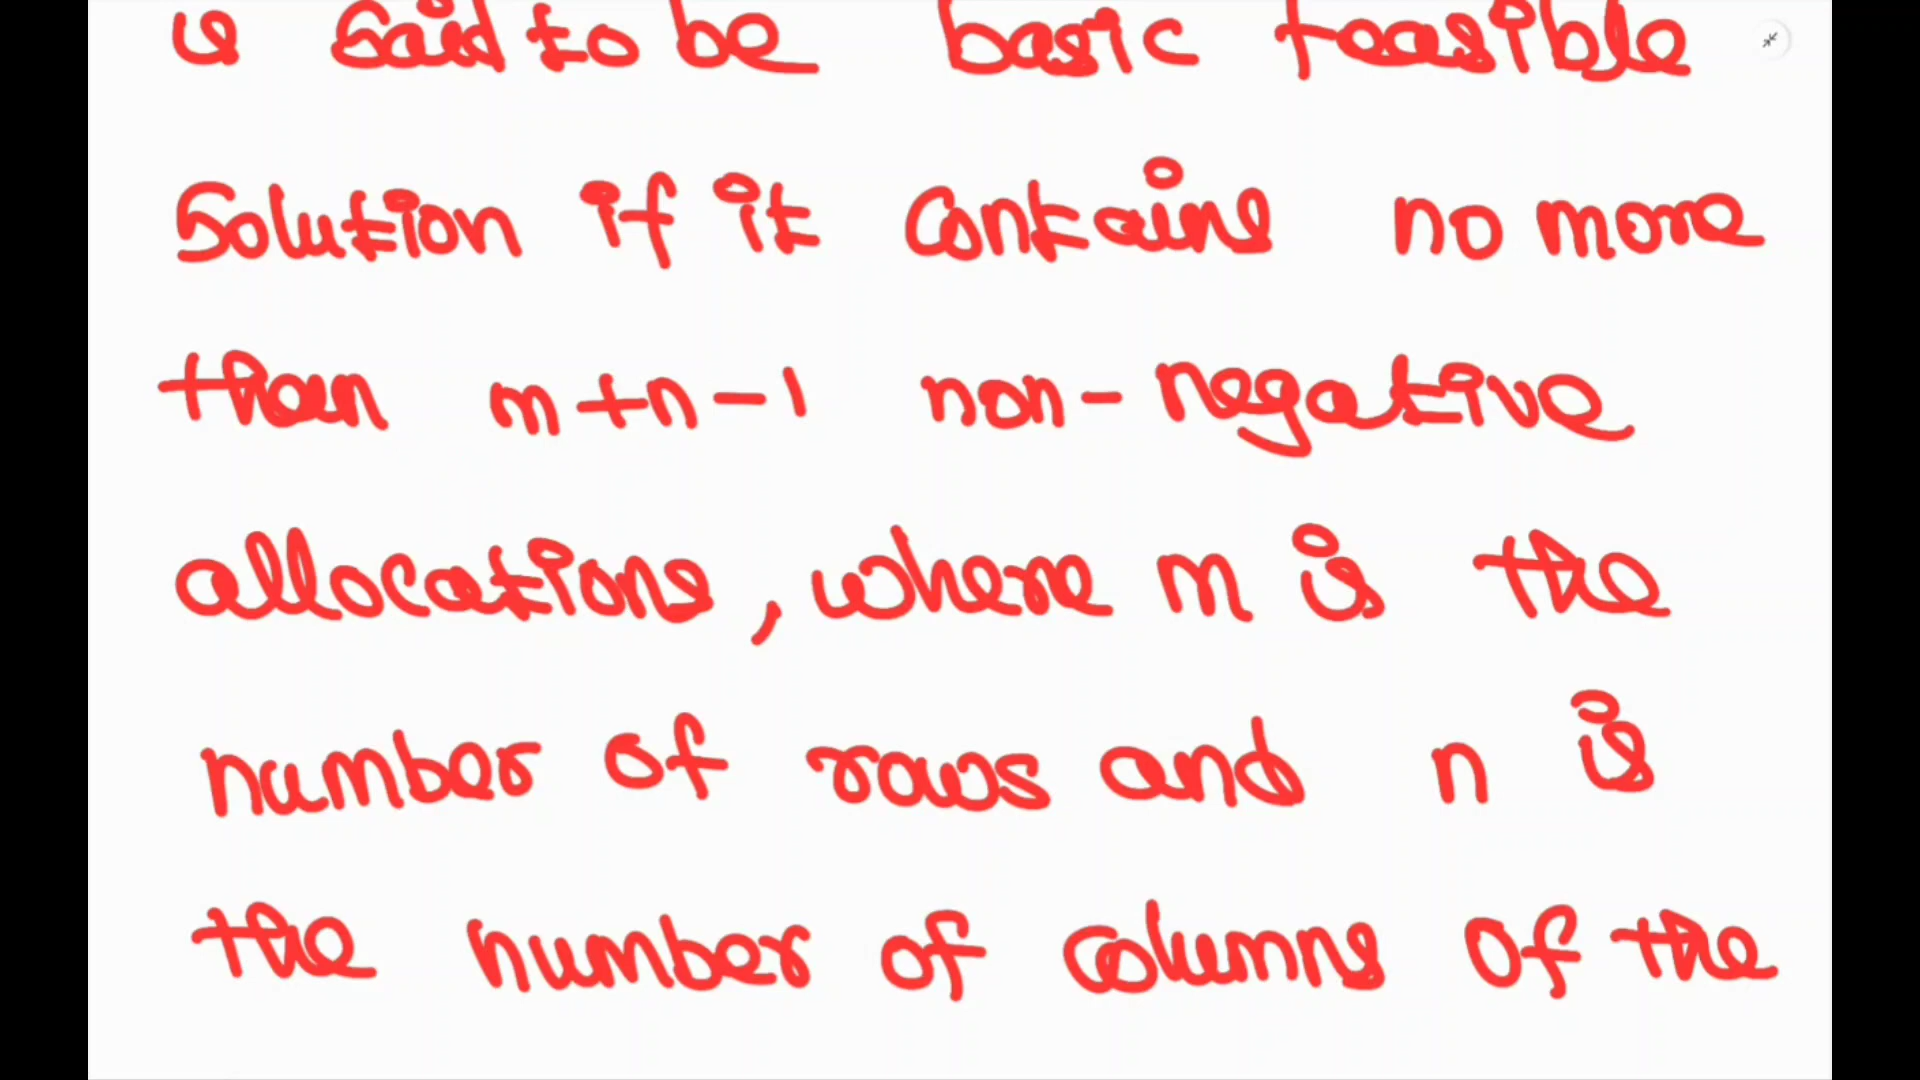 is said to be basic feasible
Solution if it contains no more
than m+n-1 non-negative
allocations, where m is the
number of rows and n is
the number of columns of the